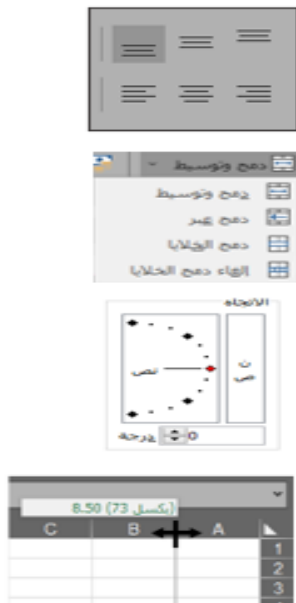 دمج وتوسيط
دمج وتوسيط
دمج عبر
دمج الخلايا
إلغاء دمج الخلايا
الاتجاه
نص
ن
ص
0 درجة
8.50 (73 بكسل)
A B C
1
2
3